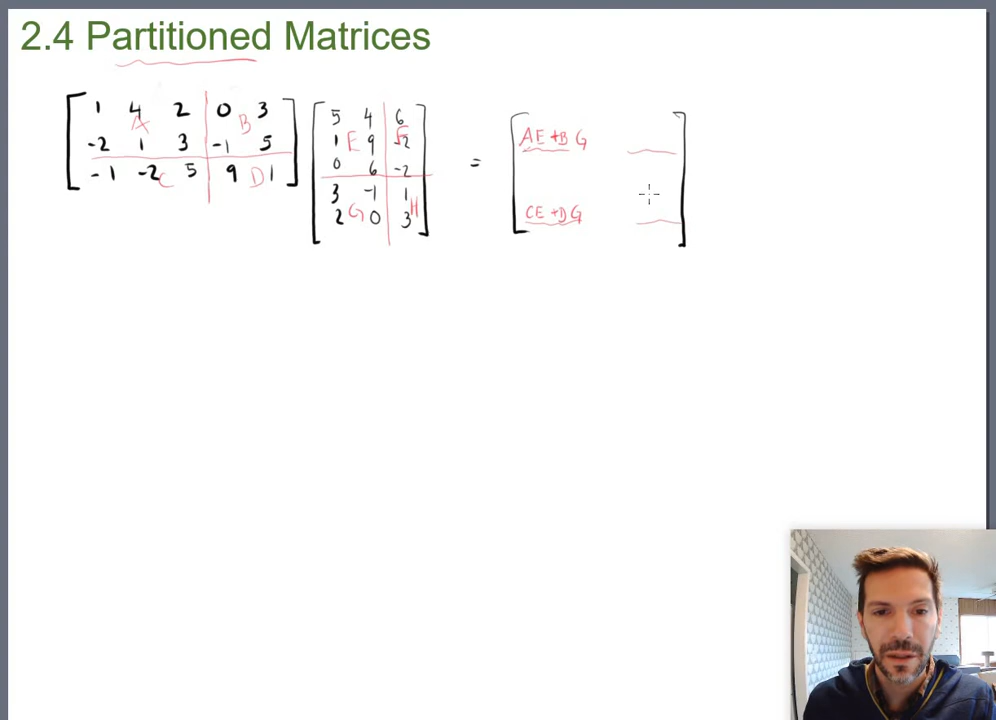 2.4 Partitioned Matrices
1 4 2 0 3
A B
-2 1 3 -1 5
-1 -2 C 5 9 D 1
5 4 6
1 E 9 F 2
0 6 -2
3 -1 1
G H
2 0 3
=
AE +B G
CE +DG